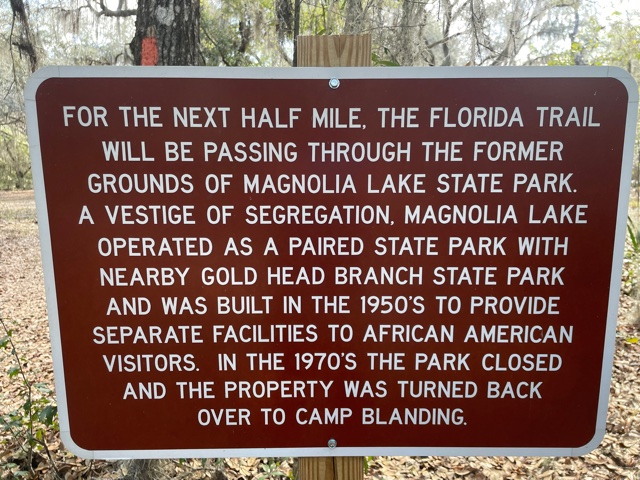 FOR THE NEXT HALF MILE, THE FLORIDA TRAIL
WILL BE PASSING THROUGH THE FORMER
GROUNDS OF MAGNOLIA LAKE STATE PARK.
A VESTIGE OF SEGREGATION, MAGNOLIA LAKE
OPERATED AS A PAIRED STATE PARK WITH
NEARBY GOLD HEAD BRANCH STATE PARK
AND WAS BUILT IN THE 1950'S TO PROVIDE
SEPARATE FACILITIES TO AFRICAN AMERICAN
VISITORS. IN THE 1970'S THE PARK CLOSED
AND THE PROPERTY WAS TURNED BACK
OVER TO CAMP BLANDING.